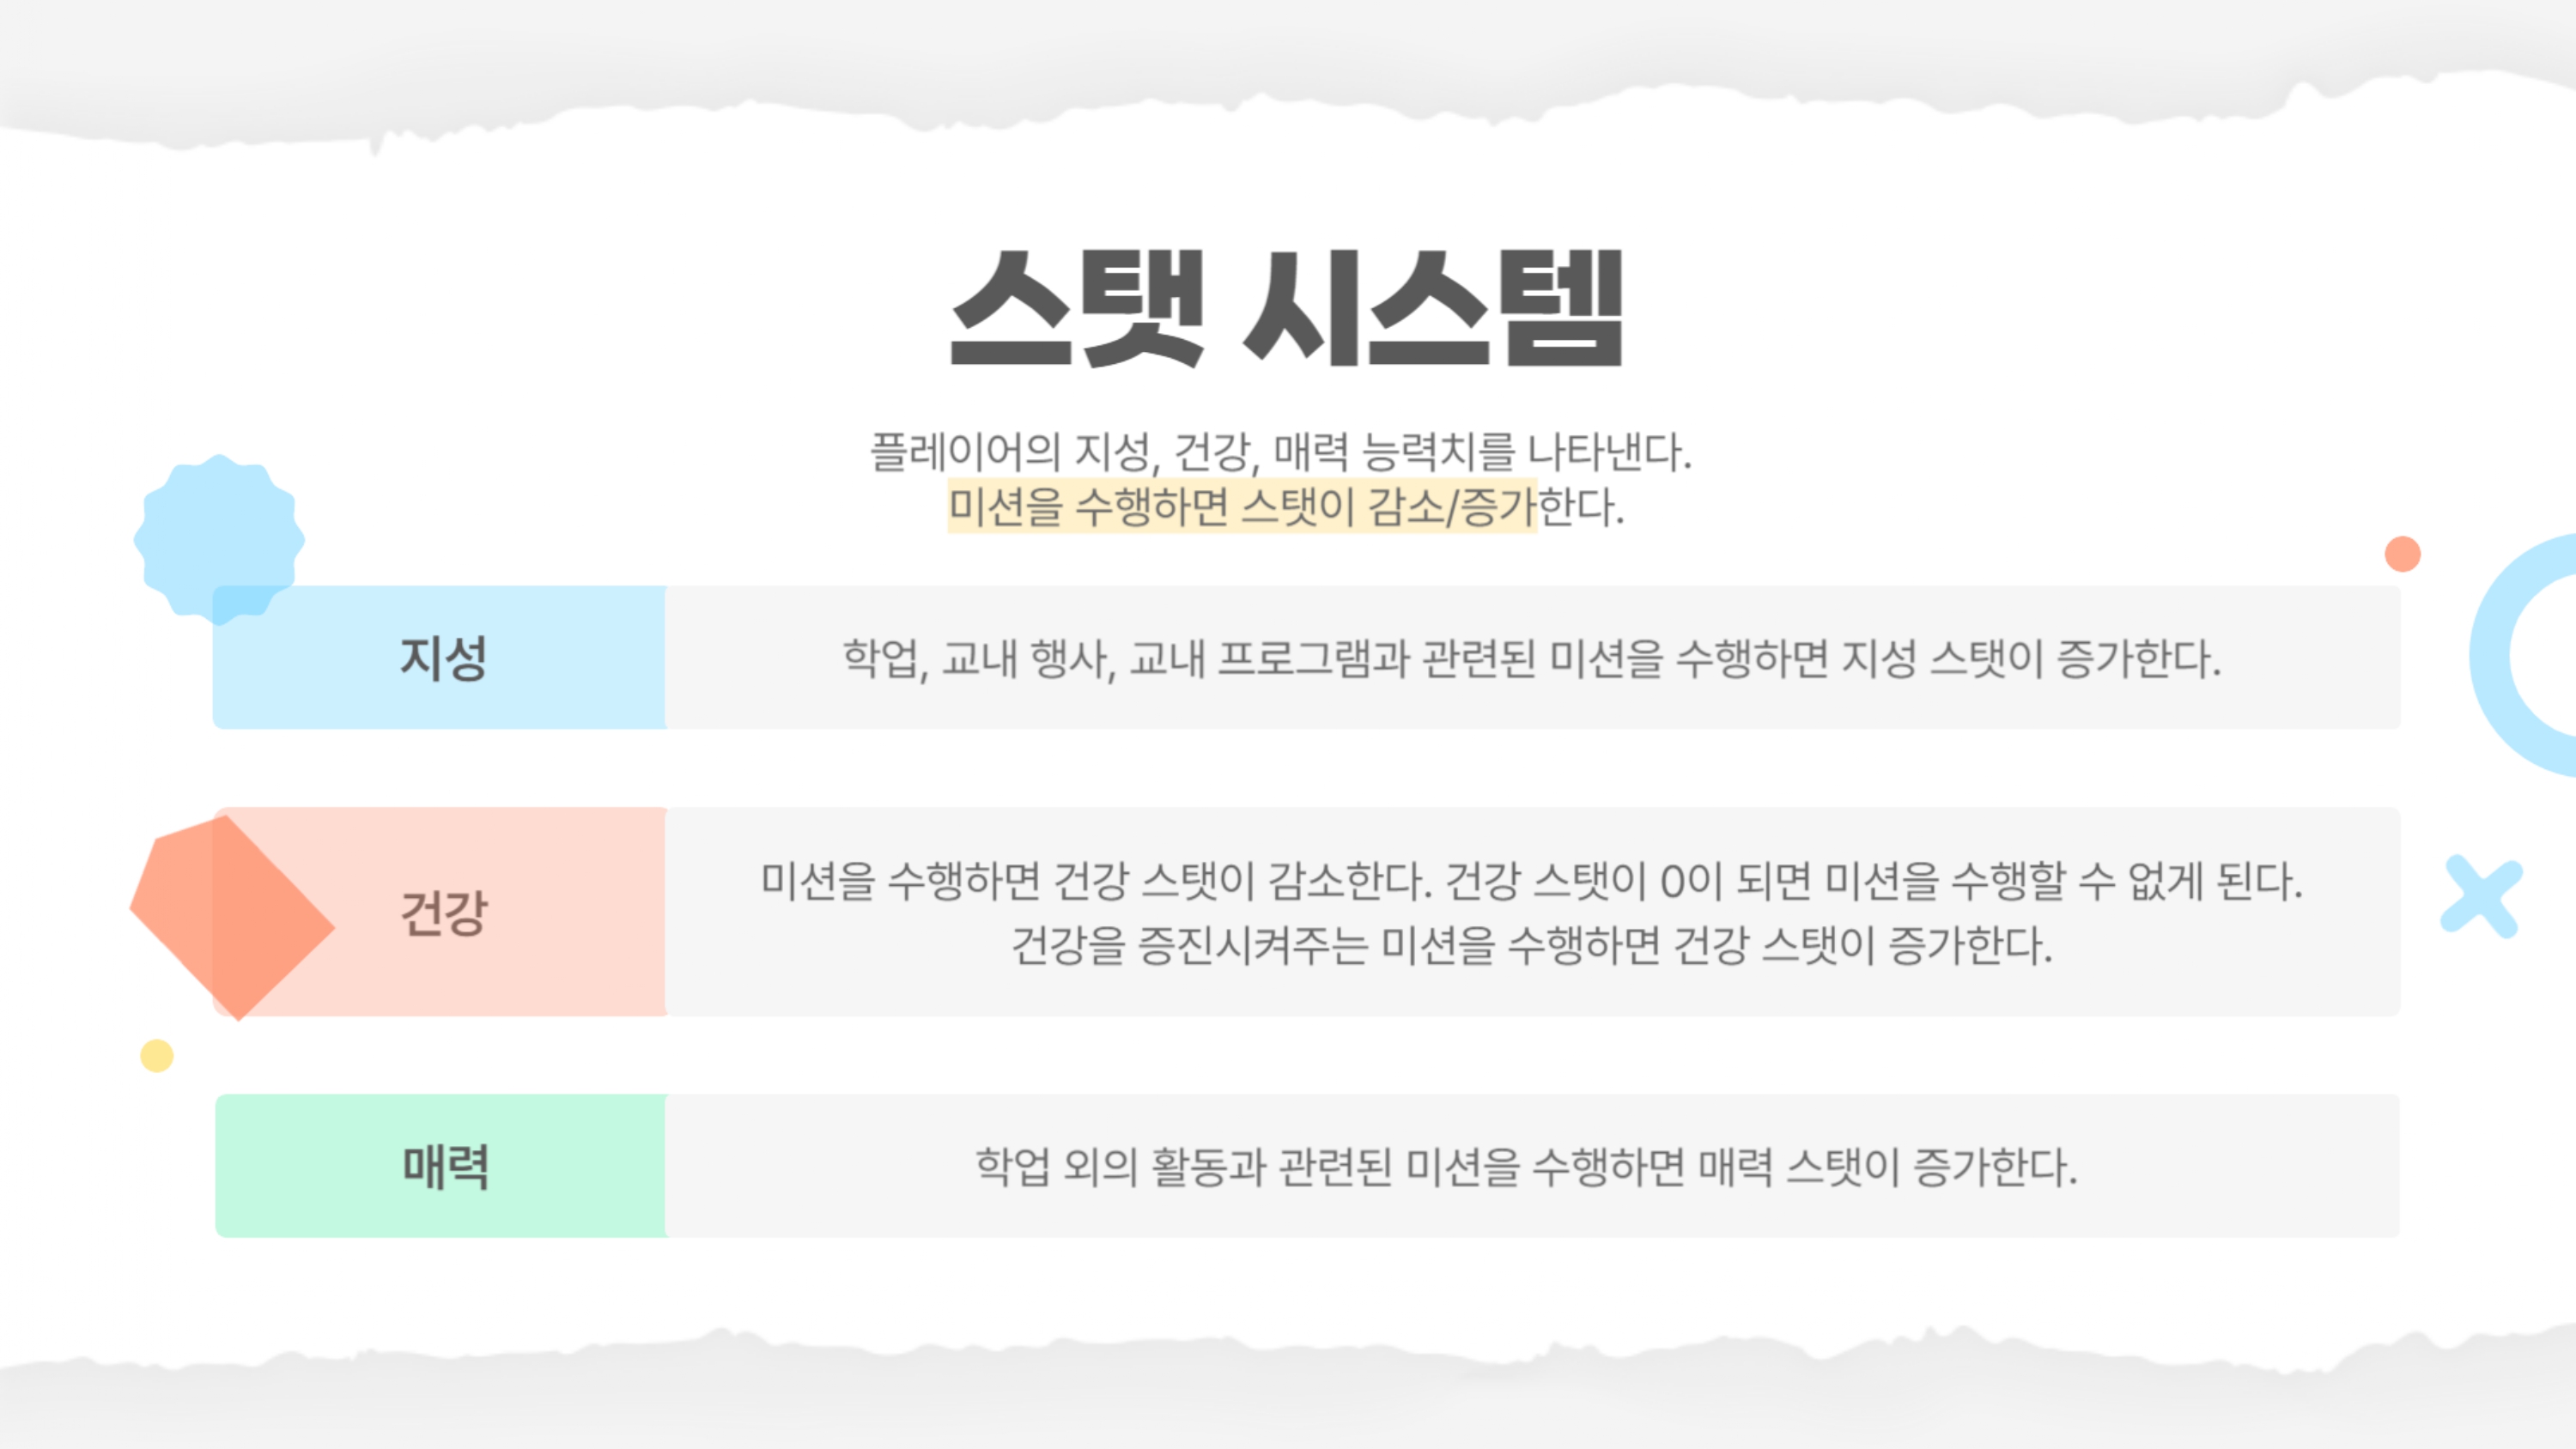 스탯 시스템
플레이어의 지성, 건강, 매력 능력치를 나타낸다.
미션을 수행하면 스탯이 감소/증가한다.
지성
학업, 교내 행사, 교내 프로그램과 관련된 미션을 수행하면 지성 스탯이 증가한다.
건강
미션을 수행하면 건강 스탯이 감소한다. 건강 스탯이 0이 되면 미션을 수행할 수 없게 된다.
건강을 증진시켜주는 미션을 수행하면 건강 스탯이 증가한다.
매력
학업 외의 활동과 관련된 미션을 수행하면 매력 스탯이 증가한다.